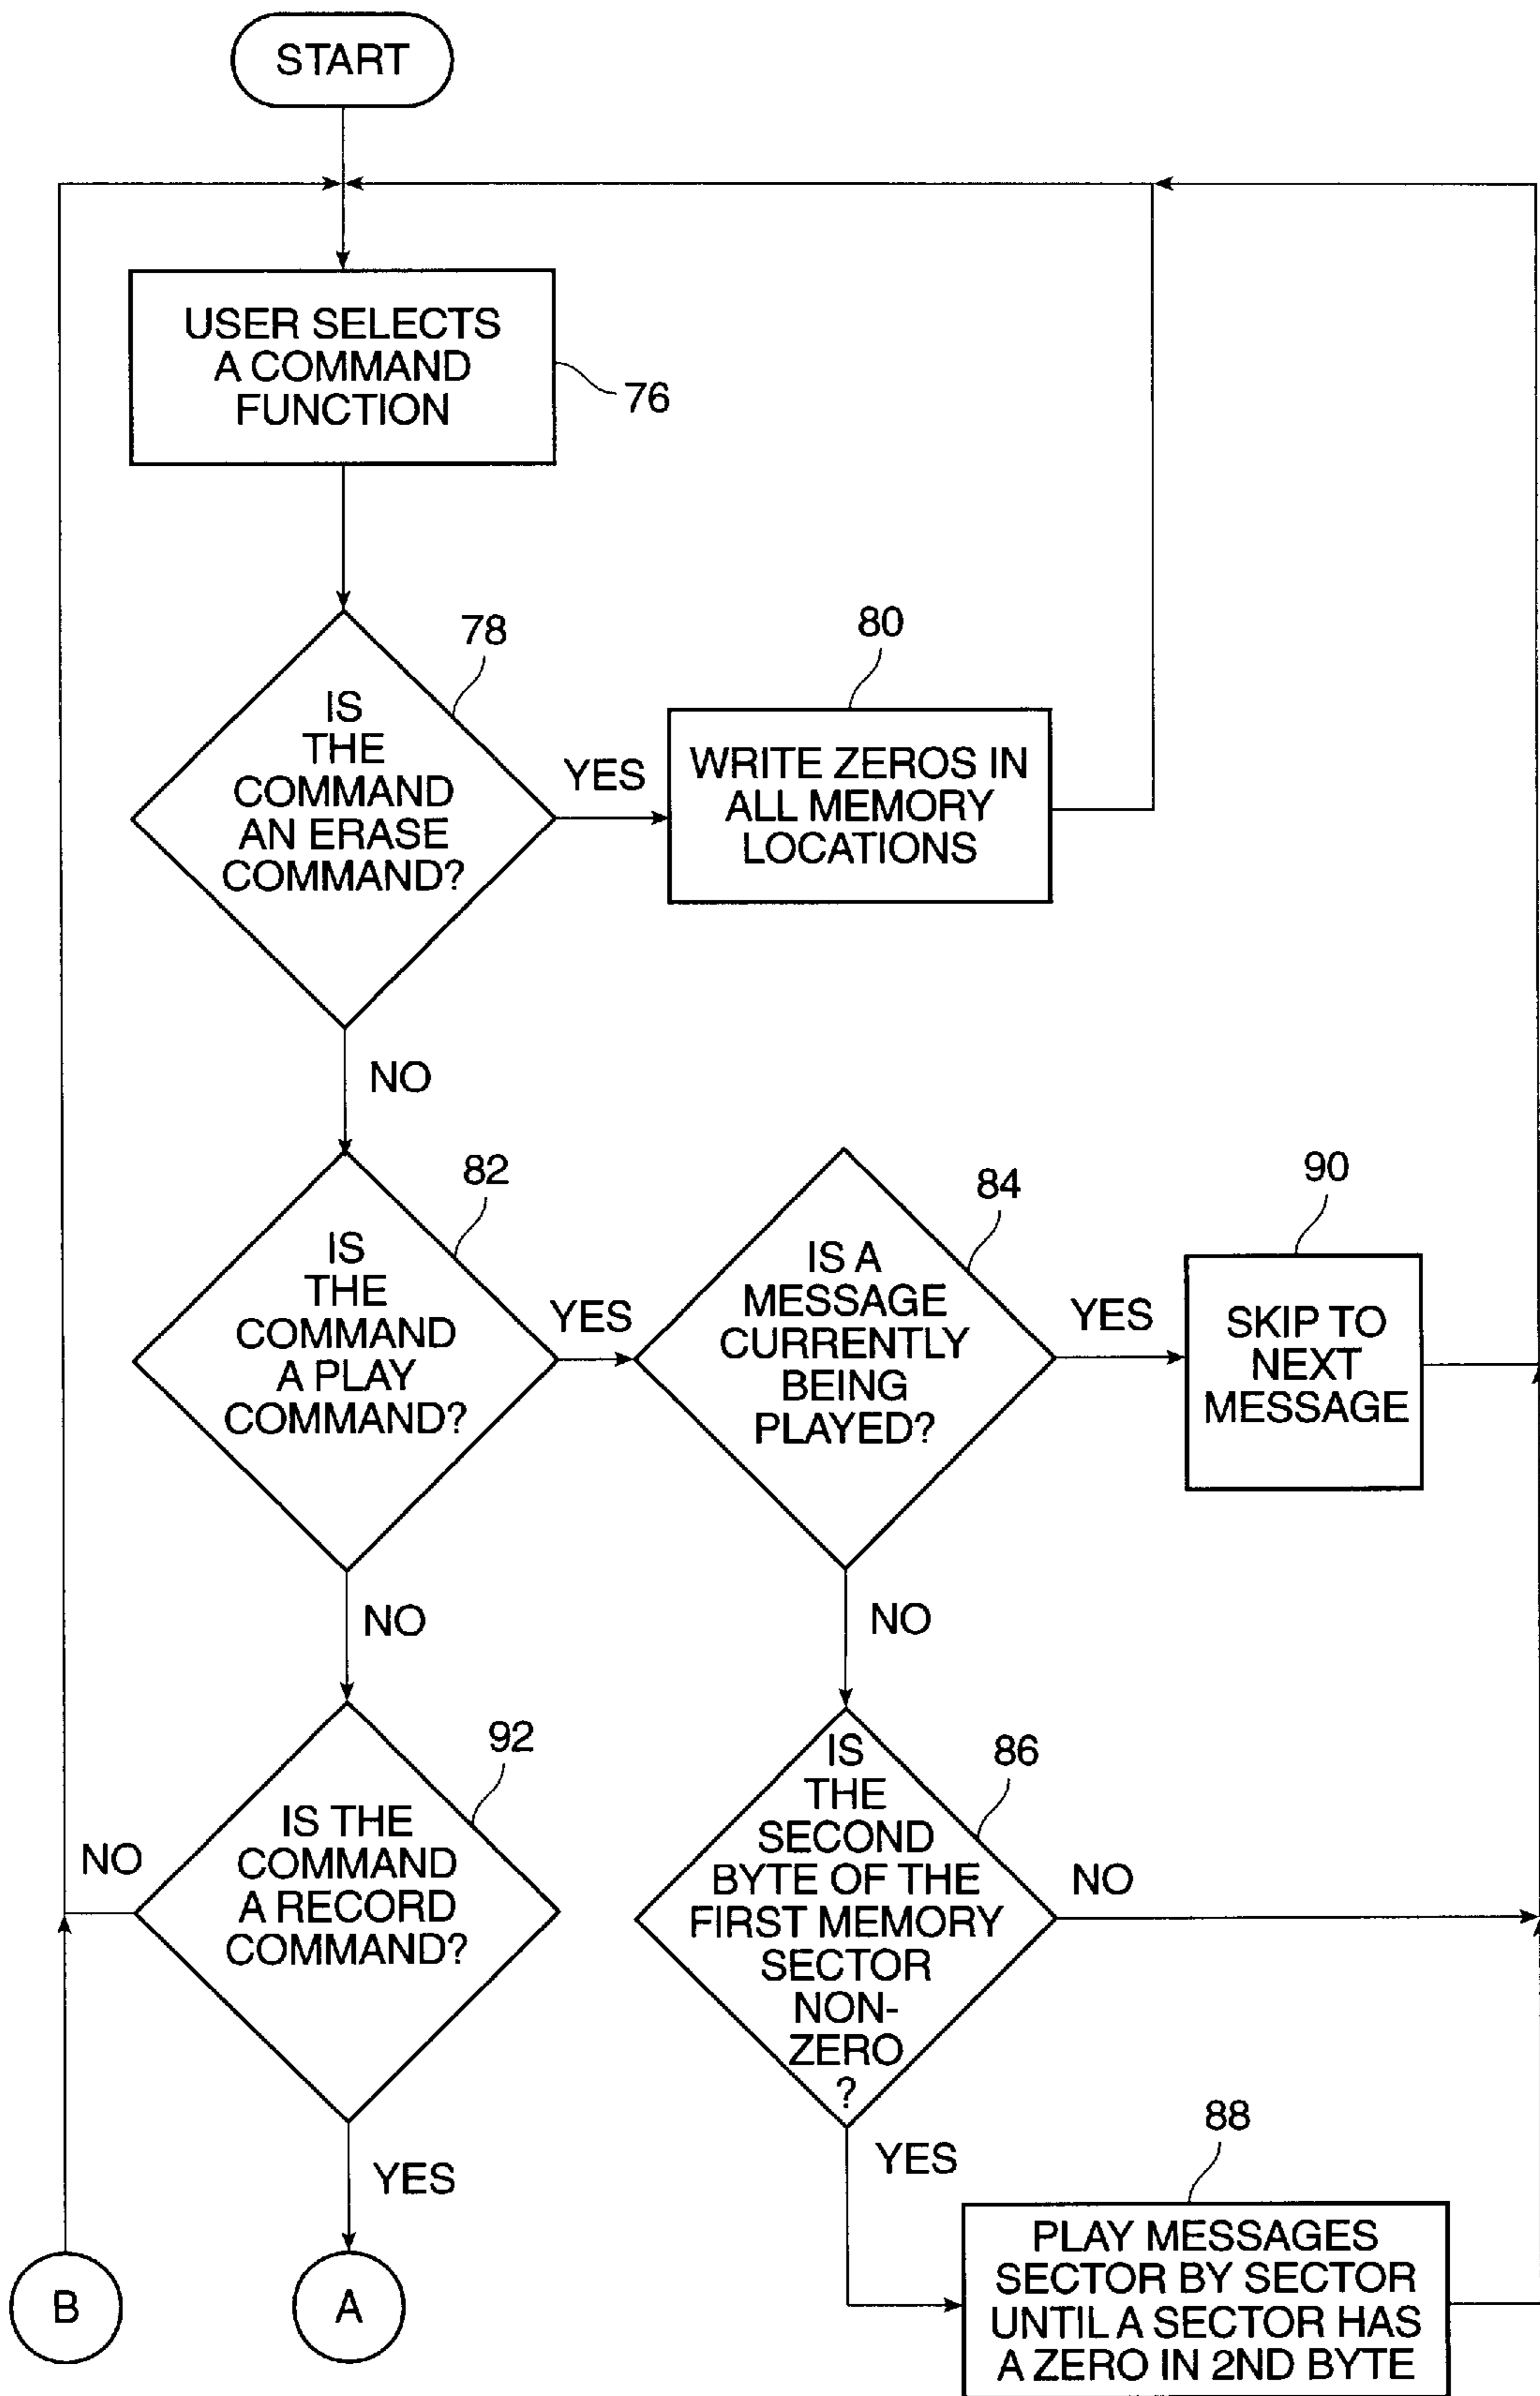 START
USER SELECTS
A COMMAND
FUNCTION
76
78
IS
THE
COMMAND
AN ERASE
COMMAND?
YES
80
WRITE ZEROS IN
ALL MEMORY
LOCATIONS
NO
82
IS
THE
COMMAND
A PLAY
COMMAND?
YES
84
IS A
MESSAGE
CURRENTLY
BEING
PLAYED?
YES
90
SKIP TO
NEXT
MESSAGE
NO
NO
92
IS THE
COMMAND
A RECORD
COMMAND?
NO
YES
86
IS
THE
SECOND
BYTE OF THE
FIRST MEMORY
SECTOR
NON-
ZERO
?
NO
YES
88
PLAY MESSAGES
SECTOR BY SECTOR
UNTIL A SECTOR HAS
A ZERO IN 2ND BYTE
B
A